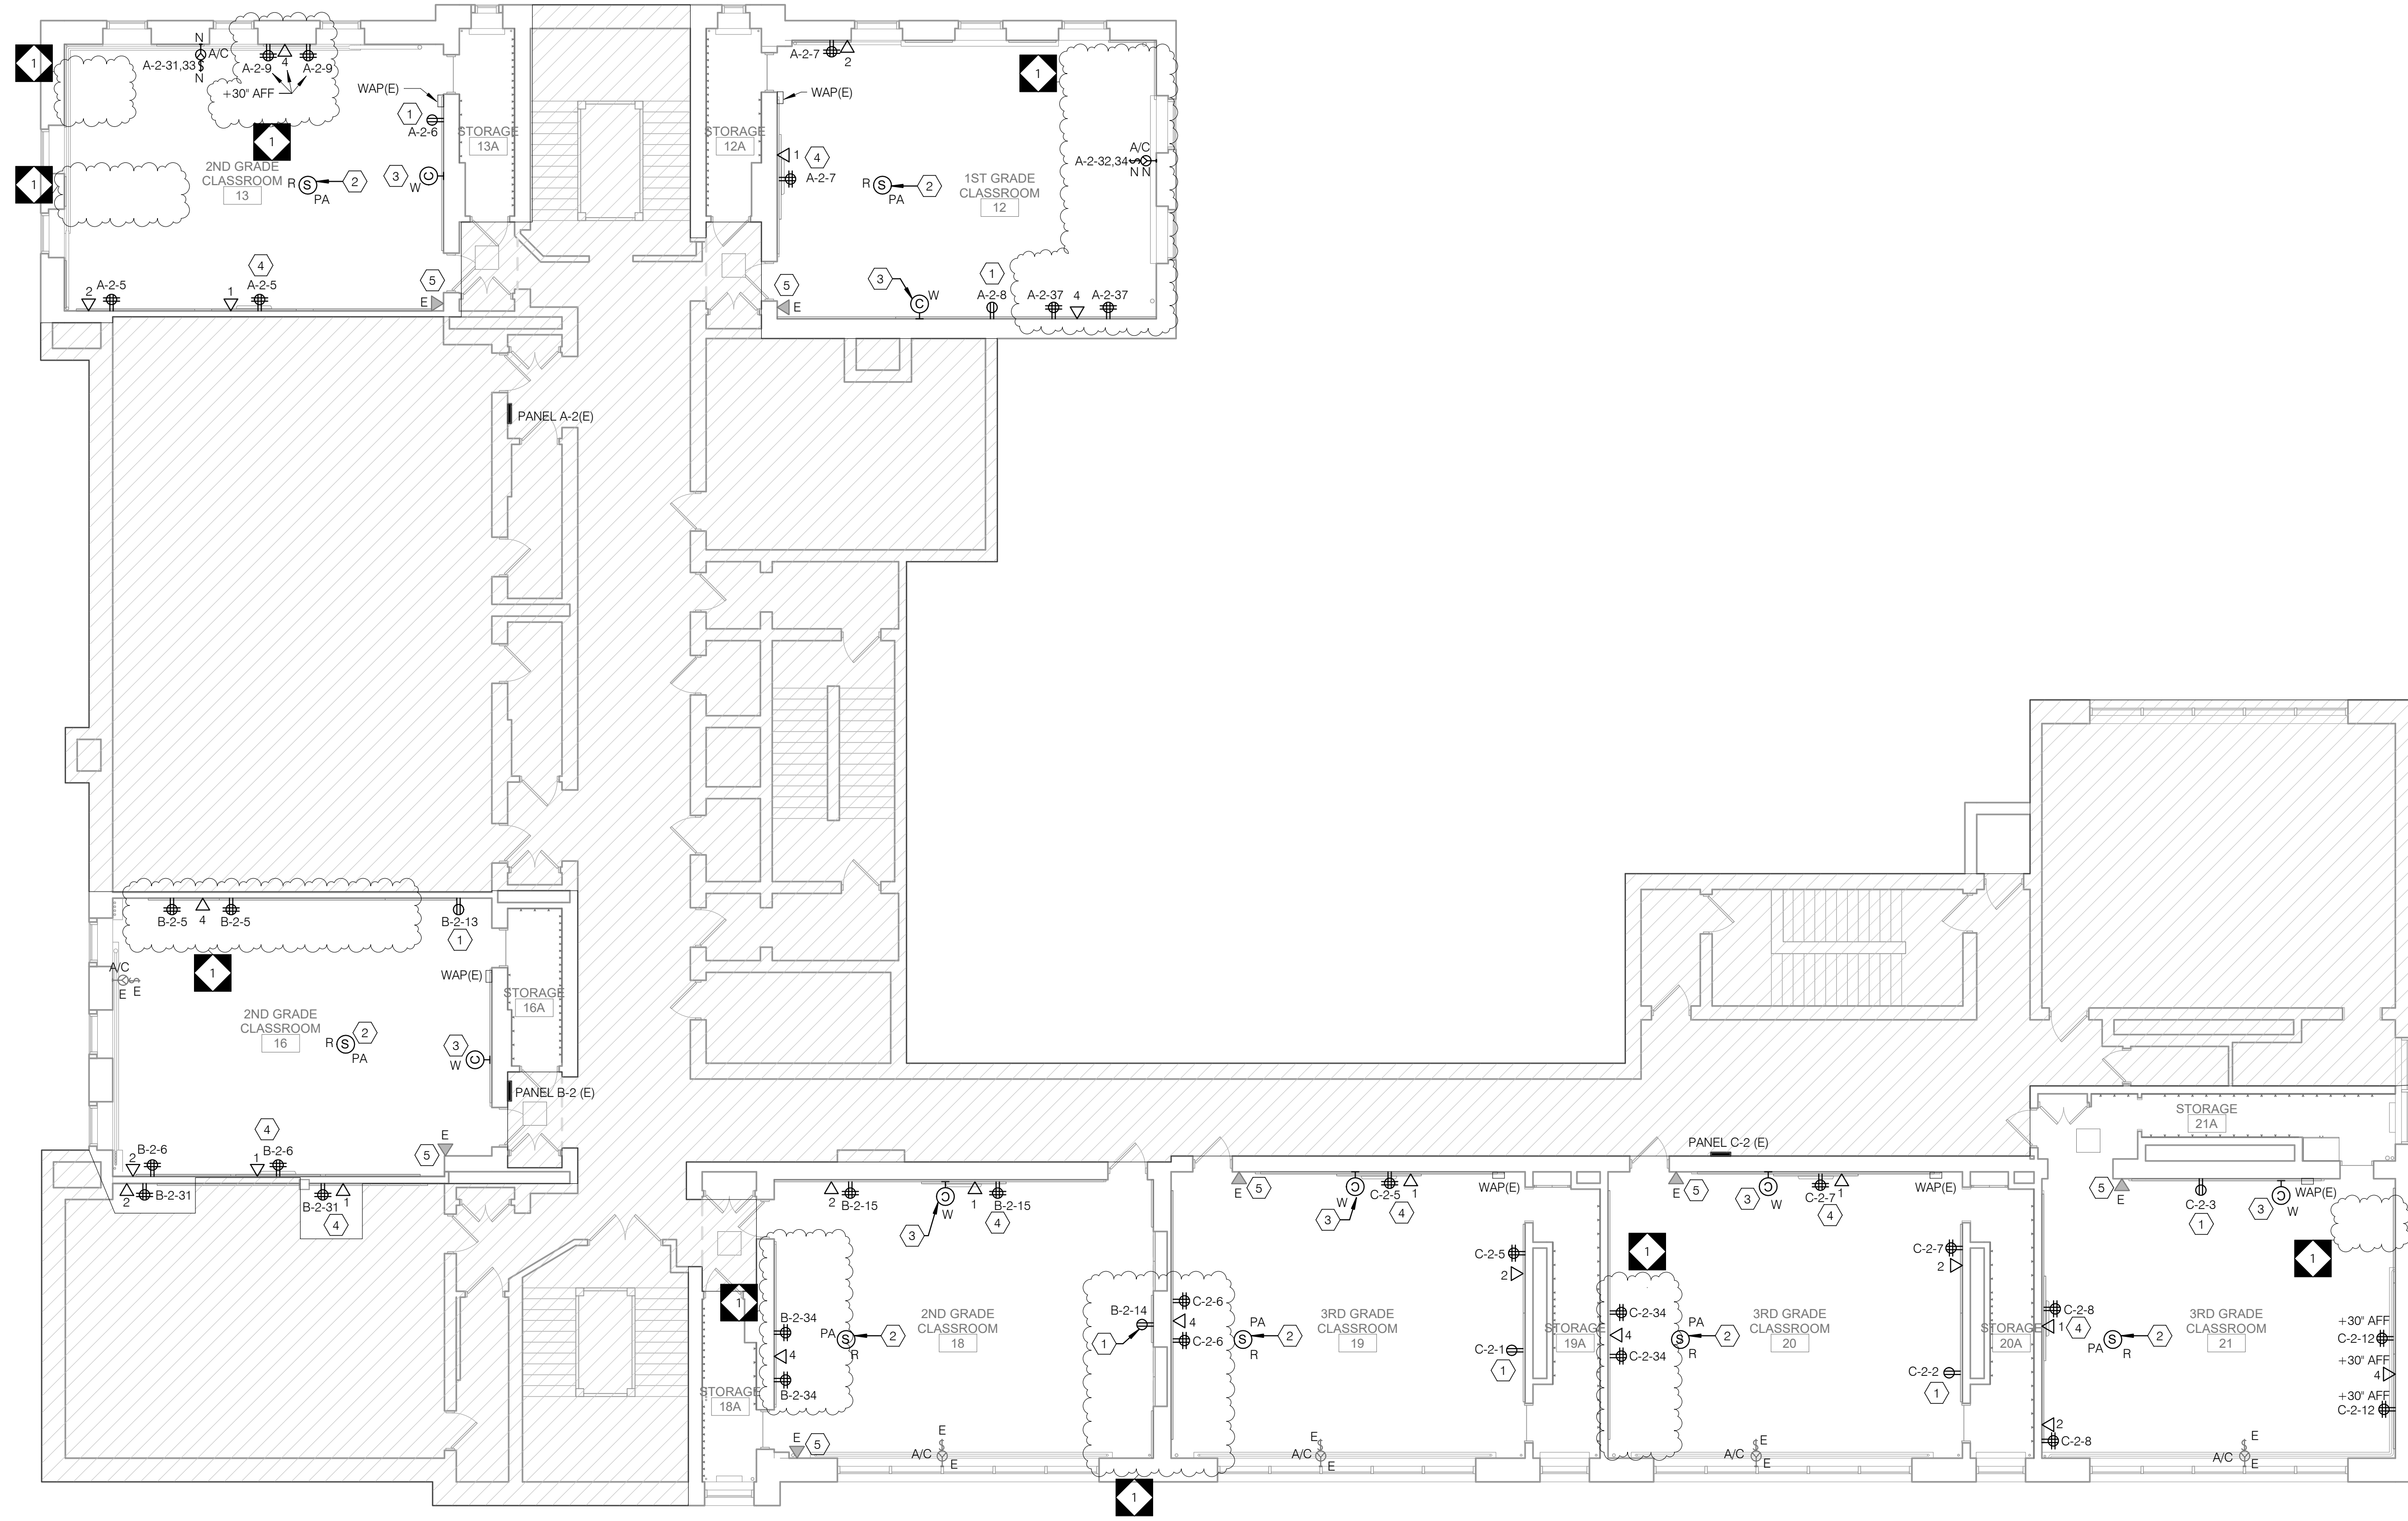 1
N
A/C
A-2-31,33
$
N
A-2-9
4
A-2-9
+30" AFF
1
WAP(E)
1
A-2-6
STORAGE
13A
3
C
W
2ND GRADE
CLASSROOM
13
R
S
PA
2
1
1
A-2-5
2
1
4
A-2-5
5
E
A-2-7
2
WAP(E)
STORAGE
12A
1
4
A-2-7
R
S
PA
2
1ST GRADE
CLASSROOM
12
1
A/C
A-2-32,34
$
N N
5
E
3
C
W
1
A-2-8
A-2-37
4
A-2-37
PANEL A-2(E)
B-2-5
4
B-2-5
B-2-13
1
1
A/C
E
$
E
WAP(E)
STORAGE
16A
2ND GRADE
CLASSROOM
16
R
S
2
PA
3
C
W
PANEL B-2 (E)
E
5
2
B-2-6
4
1
B-2-6
2
B-2-31
B-2-31
1
4
2
B-2-15
3
C
W
1
B-2-15
4
1
B-2-34
4
B-2-34
PA
S
R
2
2ND GRADE
CLASSROOM
18
B-2-14
1
STORAGE
18A
E
5
E
$
A/C
E
1
E
5
C
W
3
C-2-5
1
4
WAP(E)
C-2-5
2
C-2-6
4
C-2-6
PA
S
R
2
3RD GRADE
CLASSROOM
19
C-2-1
1
STORAGE
19A
E
$
A/C
E
PANEL C-2 (E)
E
5
3
C
W
C-2-7
1
4
WAP(E)
1
C-2-7
2
C-2-34
4
C-2-34
PA
S
R
2
3RD GRADE
CLASSROOM
20
C-2-2
1
STORAGE
20A
E
$
A/C
E
STORAGE
21A
5
E
C-2-3
1
3
C
W
WAP(E)
1
C-2-8
1
4
PA
S
R
2
3RD GRADE
CLASSROOM
21
+30" AFF
C-2-12
+30" AFF
4
+30" AFF
C-2-12
2
C-2-8
E
$
A/C
E